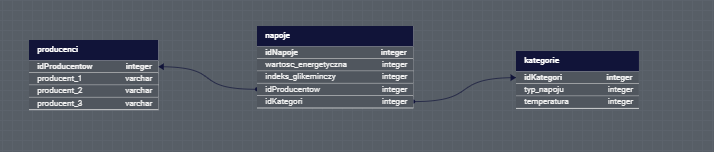 producenci
idProducentow integer
producent_1 varchar
producent_2 varchar
producent_3 varchar
napoje
idNapoje integer
wartosc_energetyczna integer
indeks_glikeminczy integer
idProducentow integer
idKategori integer
kategorie
idKategori integer
typ_napoju integer
temperatura integer